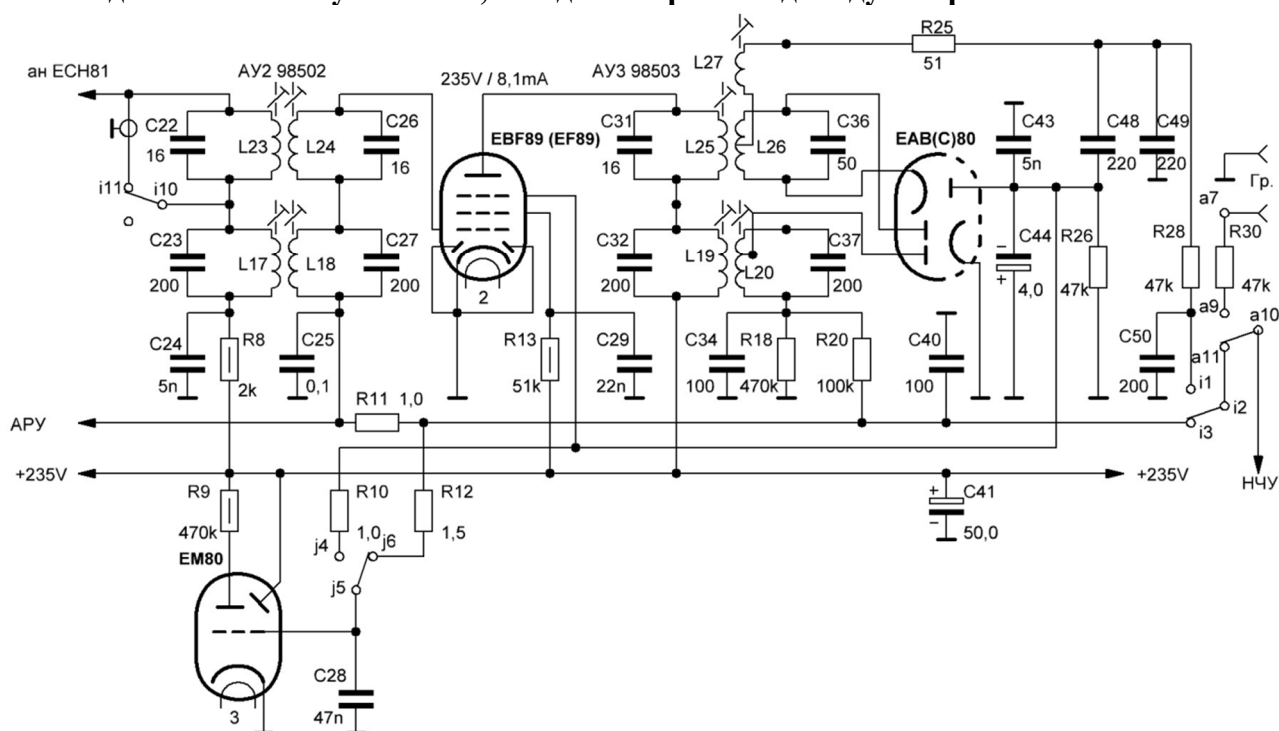 R25
L27
51
ан ECH81
АУ2 98502
235V / 8,1mA
АУ3 98503
C22
16
L23
L24
C26
16
EBF89 (EF89)
C31
16
L25
L26
C36
50
EAB(C)80
C43
5n
C48
220
C49
220
Гр.
i11
i10
a7
C23
200
L17
L18
C27
200
2
C32
200
L19
L20
C37
200
C44
4,0
R26
47k
R28
47k
R30
47k
a9
a10
a11
C24
5n
R8
2k
C25
0,1
R13
51k
C29
22n
C34
100
R18
470k
R20
100k
C40
100
C50
200
i1
i2
i3
АРУ
R11 1,0
+235V
+235V
НЧУ
R9
470k
R10
1,0
R12
1,5
C41
50,0
j4
j6
j5
EM80
C28
47n
3